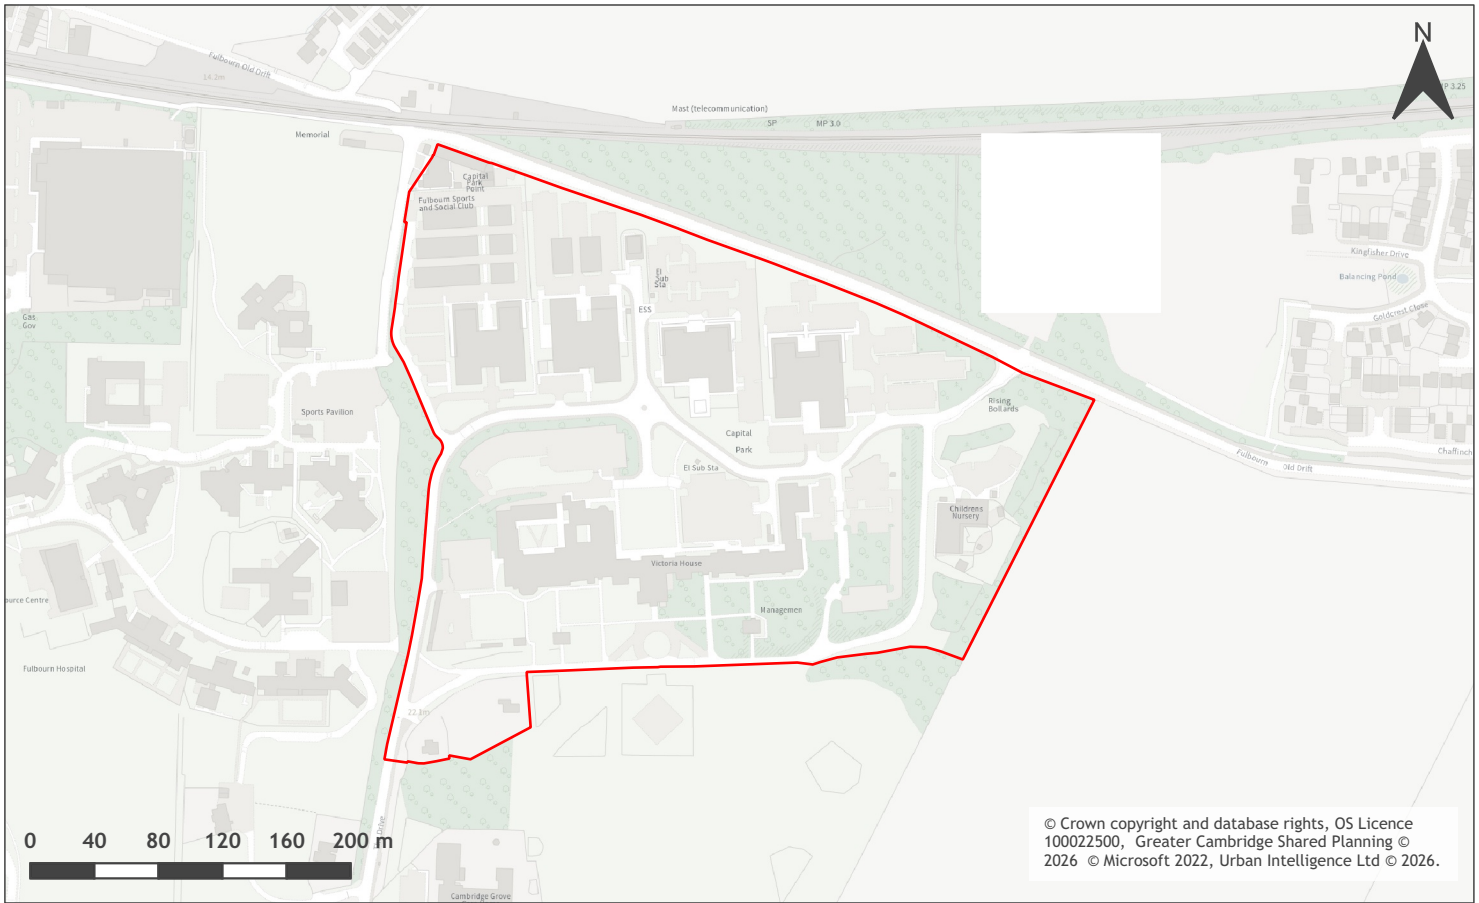 N
Fulbourn Old Drift
14.2m
Mast (telecommunication)
SP
MP 3.0
MP 3.25
Memorial
Capital
Park
Point
Fulbourn Sports
and Social Club
El
Sub
Sta
ESS
Kingfisher Drive
Balancing Pond
Goldcrest Close
Gas
Gov
Sports Pavilion
Rising
Bollards
Capital
Park
El Sub Sta
Fulbourn Old Drift
Chaffinch
Childrens
Nursery
Victoria House
ource Centre
Managemen
Fulbourn Hospital
22.1m
Drive
Cambridge Grove
0 40 80 120 160 200 m
© Crown copyright and database rights, OS Licence
100022500, Greater Cambridge Shared Planning ©
2026 © Microsoft 2022, Urban Intelligence Ltd © 2026.